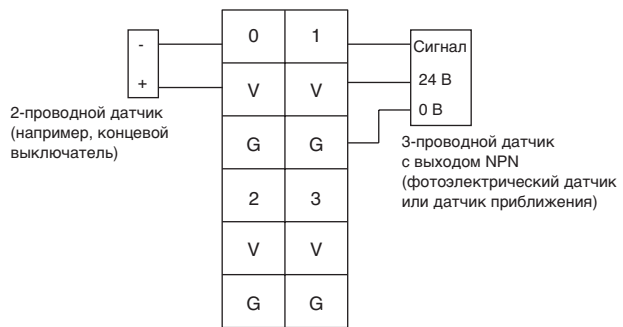 -
+
2-проводной датчик
(например, концевой
выключатель)
0 1
V V
G G
2 3
V V
G G
Сигнал
24 В
0 В
3-проводной датчик
с выходом NPN
(фотоэлектрический датчик
или датчик приближения)